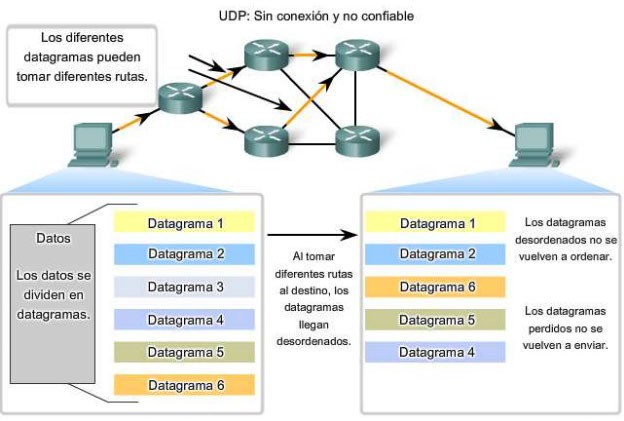 UDP: Sin conexión y no confiable
Los diferentes
datagramas pueden
tomar diferentes rutas.
Datos
Los datos se
dividen en
datagramas.
Datagrama 1
Datagrama 2
Datagrama 3
Datagrama 4
Datagrama 5
Datagrama 6
Al tomar
diferentes rutas
al destino, los
datagramas
llegan
desordenados.
Datagrama 1
Datagrama 2
Datagrama 6
Datagrama 5
Datagrama 4
Los datagramas
desordenados no se
vuelven a ordenar.
Los datagramas
perdidos no se
vuelven a enviar.